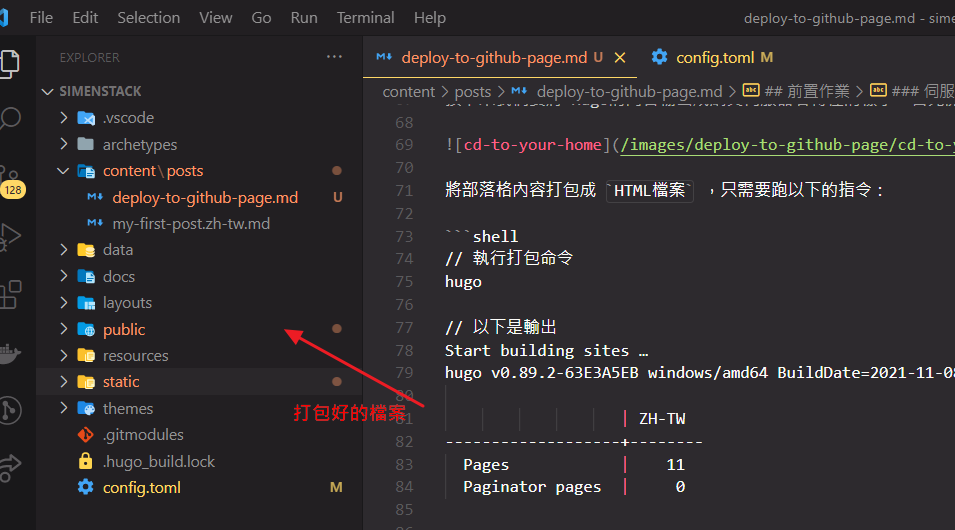 File Edit Selection View Go Run Terminal Help deploy-to-github-page.md - sime
EXPLORER ···
deploy-to-github-page.md U × config.toml M
SIMENSTACK
content > posts > deploy-to-github-page.md > ## 前置作業 > ### 伺服
.vscode
archetypes
content\posts
deploy-to-github-page.md U
my-first-post.zh-tw.md
data
docs
layouts
public
resources
static
themes
.gitmodules
.hugo_build.lock
config.toml M
128
68
69 ![cd-to-your-home](/images/deploy-to-github-page/cd-to-y
70
71 將部落格內容打包成 `HTML檔案` ，只需要跑以下的指令：
72
73 ```shell
74 // 執行打包命令
75 hugo
76
77 // 以下是輸出
78 Start building sites …
79 hugo v0.89.2-63E3A5EB windows/amd64 BuildDate=2021-11-08
80
81 | ZH-TW
82 -------------------+--------
83 Pages | 11
84 Paginator pages | 0
85
打包好的檔案